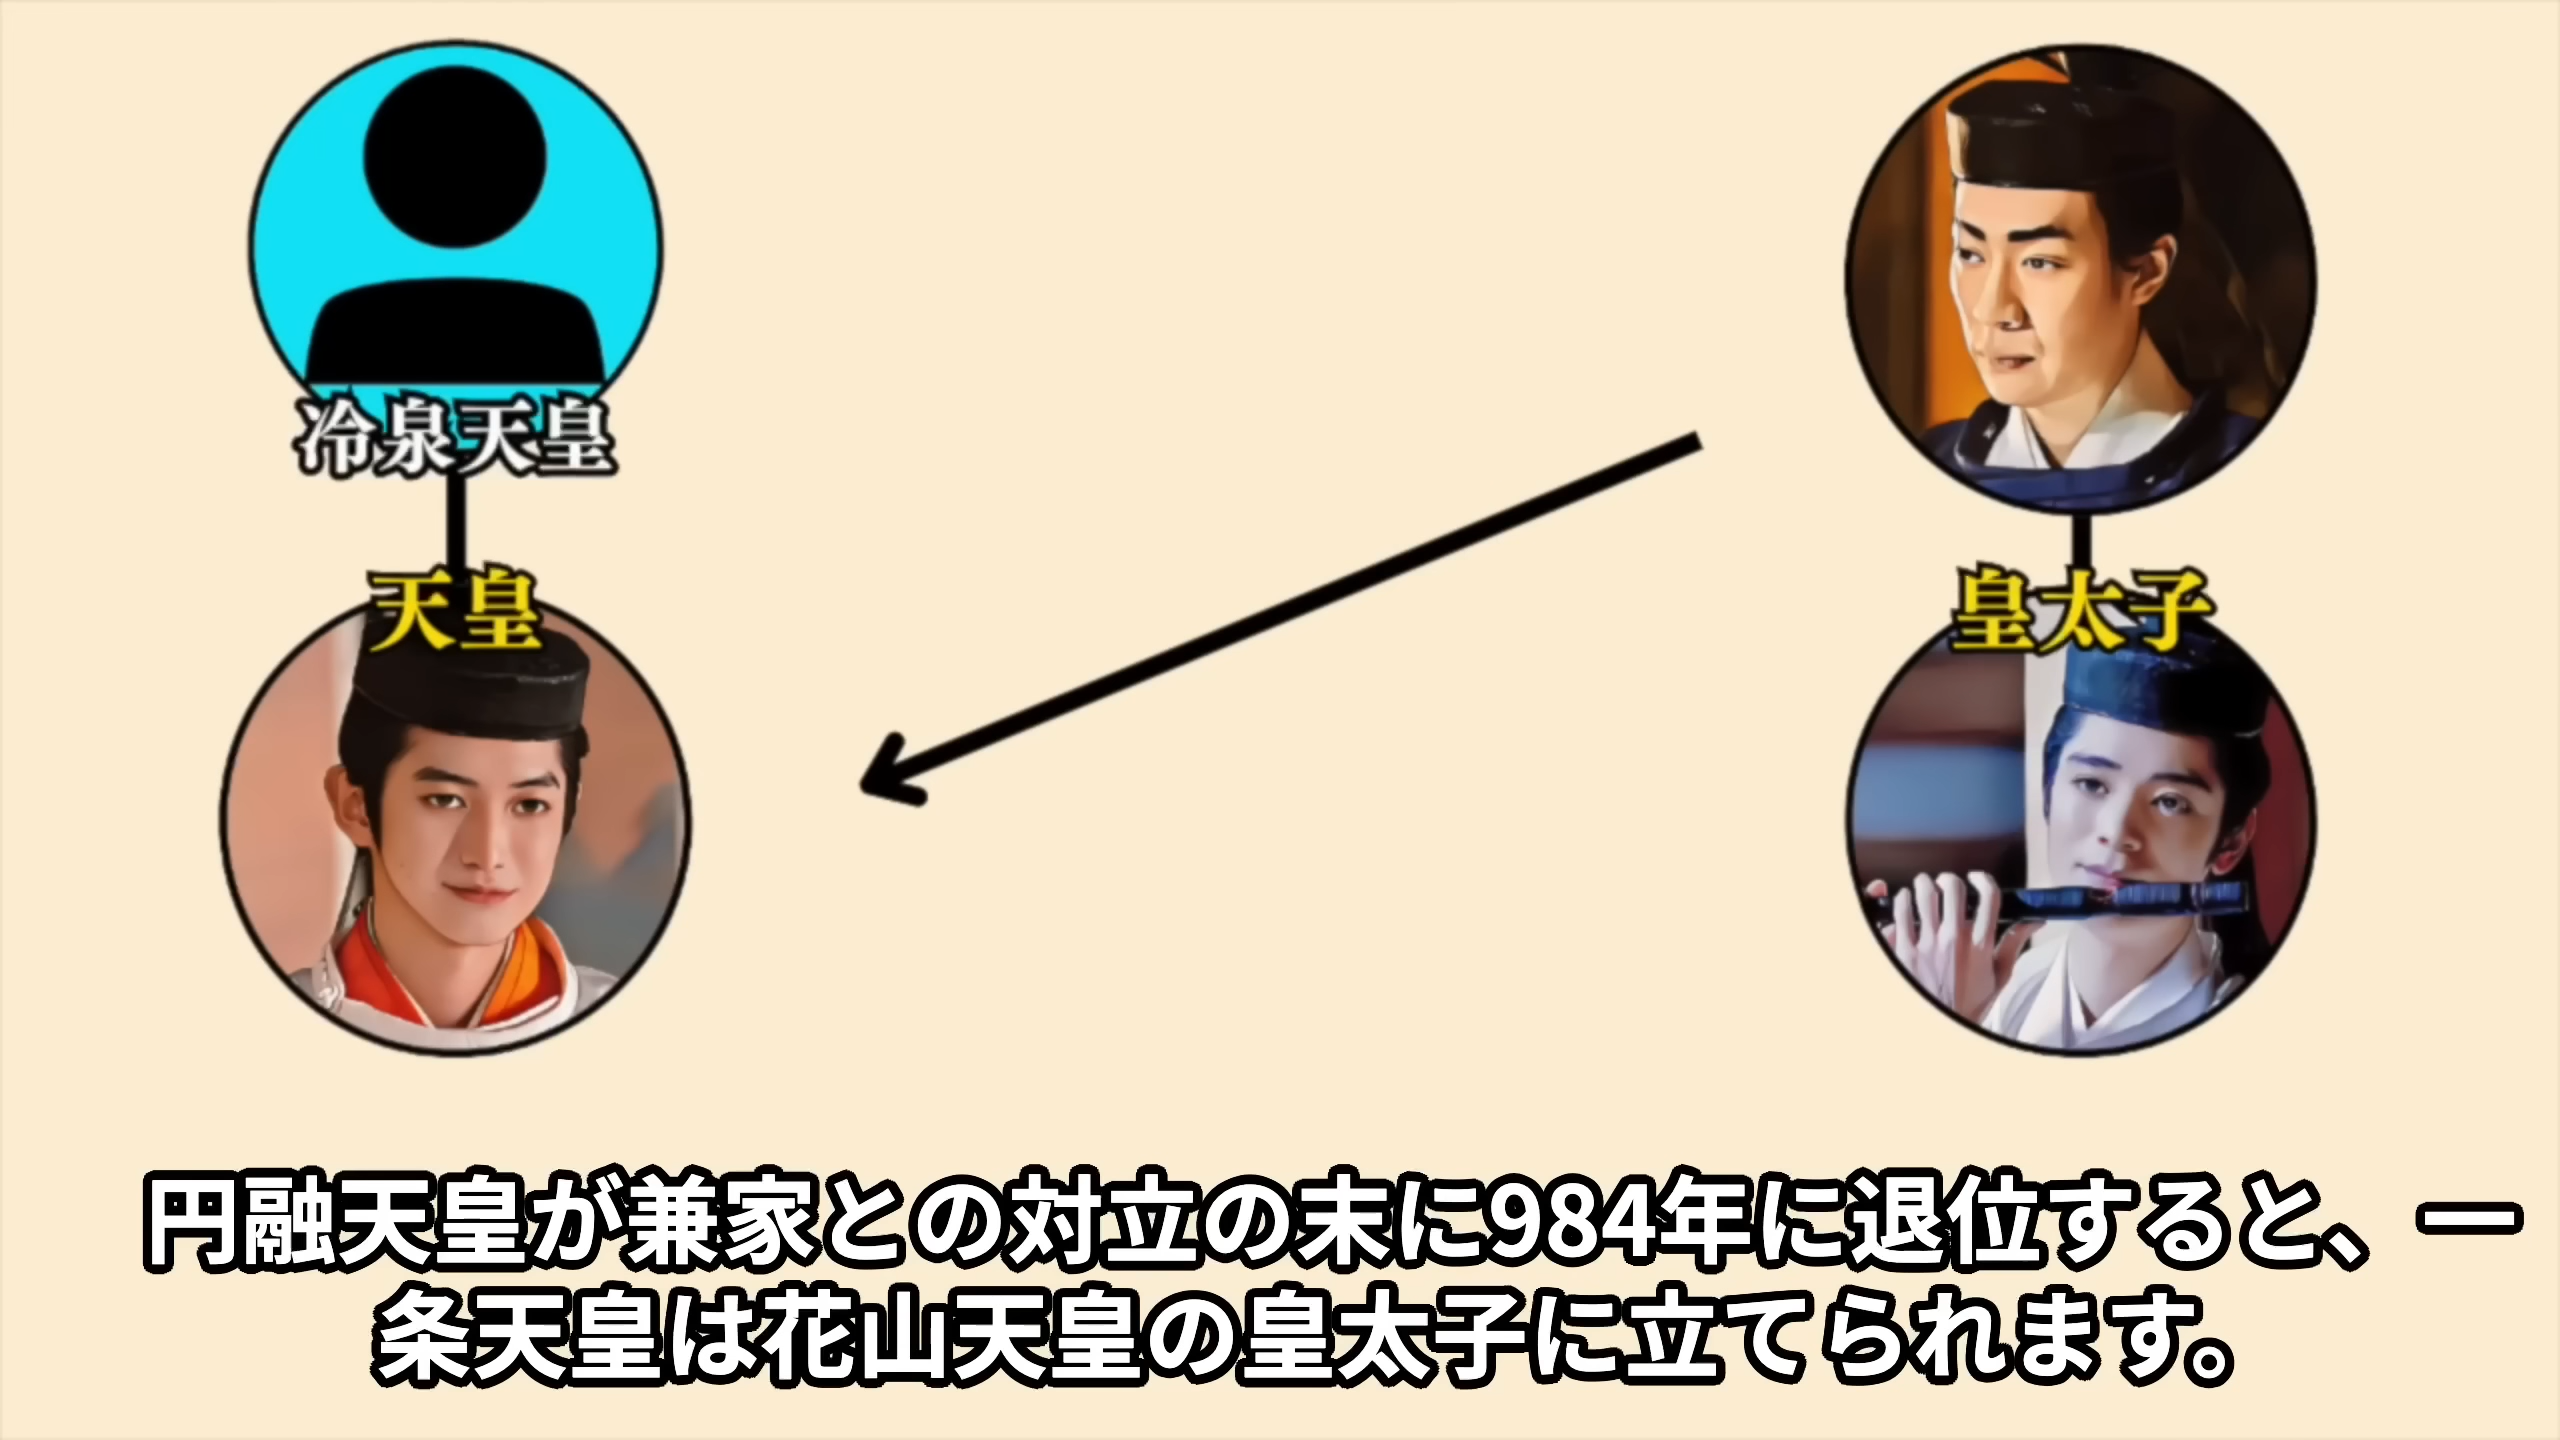 冷泉天皇
天皇
皇太子
円融天皇が兼家との対立の末に984年に退位すると、一
条天皇は花山天皇の皇太子に立てられます。